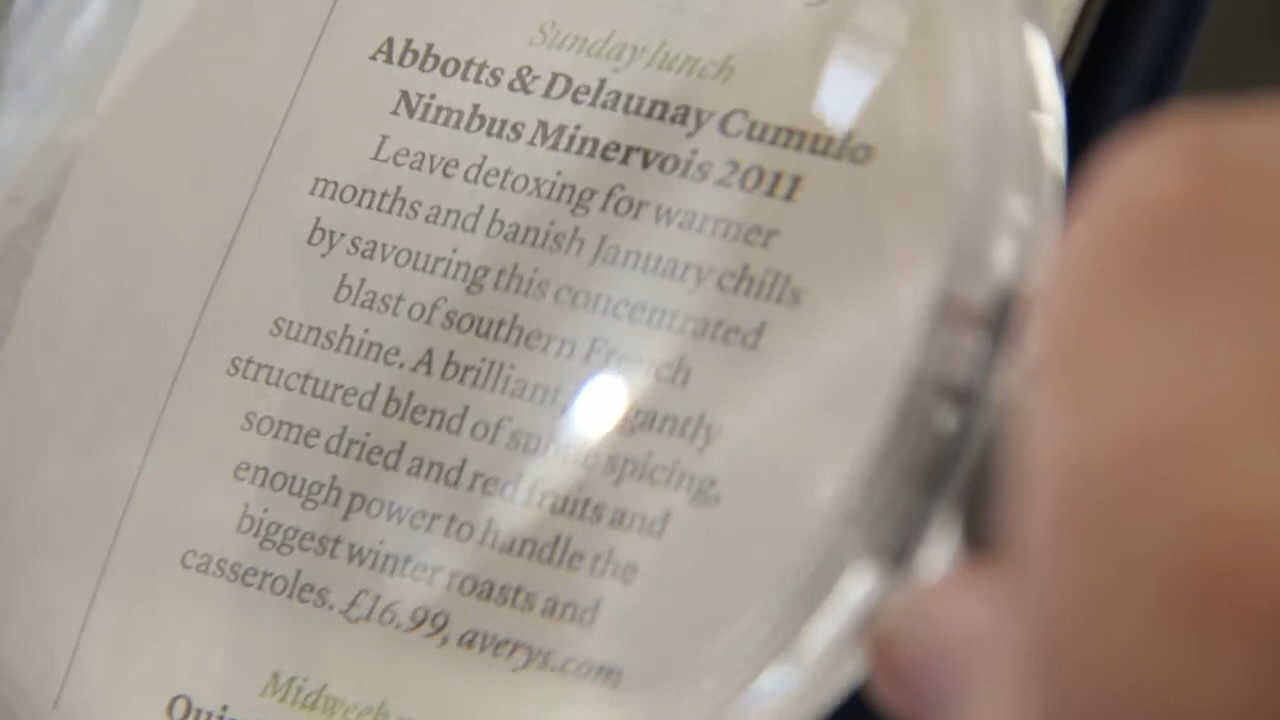 Sunday lunch
Abbotts & Delaunay Cumulo
Nimbus Minervois 2011
Leave detoxing for warmer
months and banish January chills
by savouring this concentrated
blast of southern French
sunshine. A brilliant,
structured blend of subtle spicing,
some dried and red fruits and
enough power to handle the
biggest winter roasts and
casseroles. £16.99, averys.com
Midweek